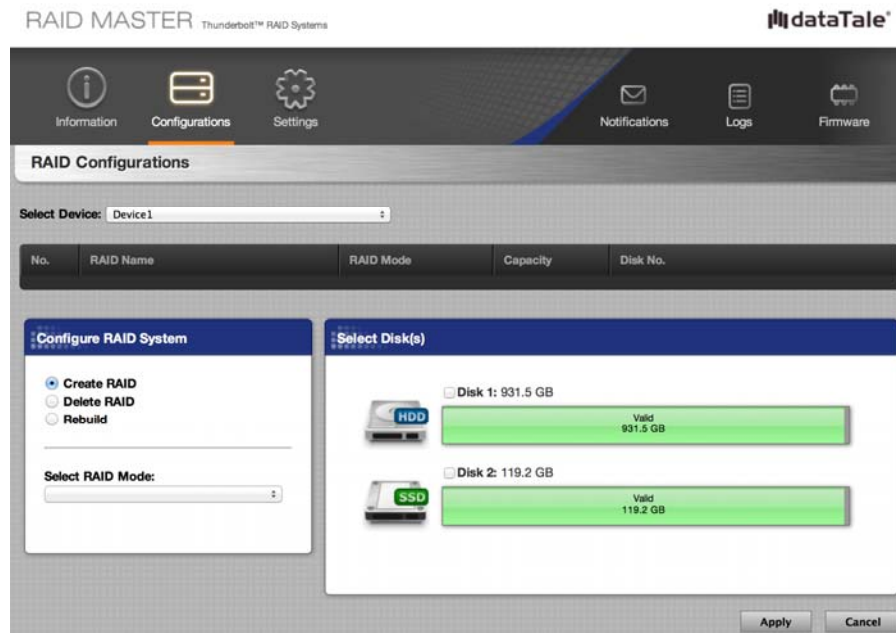 RAID MASTER Thunderbolt™ RAID Systems
dataTale®
Information Configurations Settings Notifications Logs Firmware
RAID Configurations
Select Device: Device1
No. RAID Name RAID Mode Capacity Disk No.
Configure RAID System
Create RAID
Delete RAID
Rebuild
Select RAID Mode:
Select Disk(s)
Disk 1: 931.5 GB
HDD
Valid
931.5 GB
Disk 2: 119.2 GB
SSD
Valid
119.2 GB
Apply Cancel